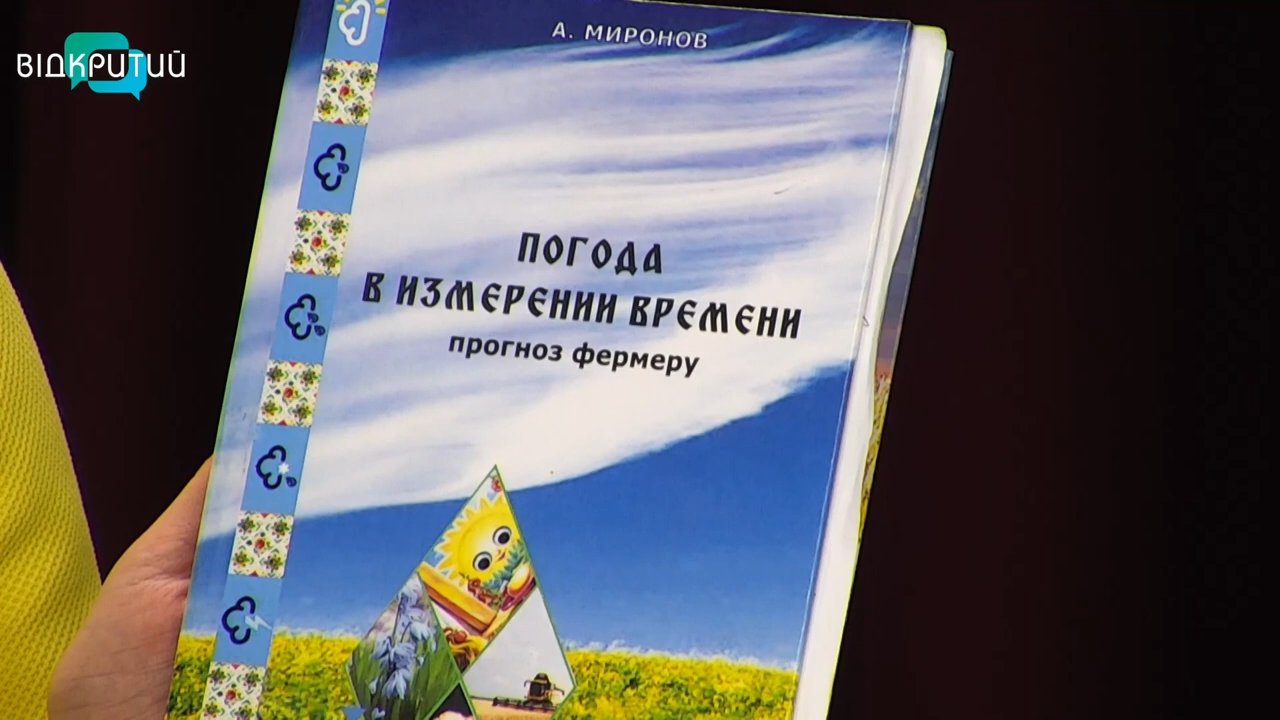 ВІДКРИТИЙ
А. МИРОНОВ
ПОГОДА
В ИЗМЕРЕНИИ ВРЕМЕНИ
прогноз фермеру